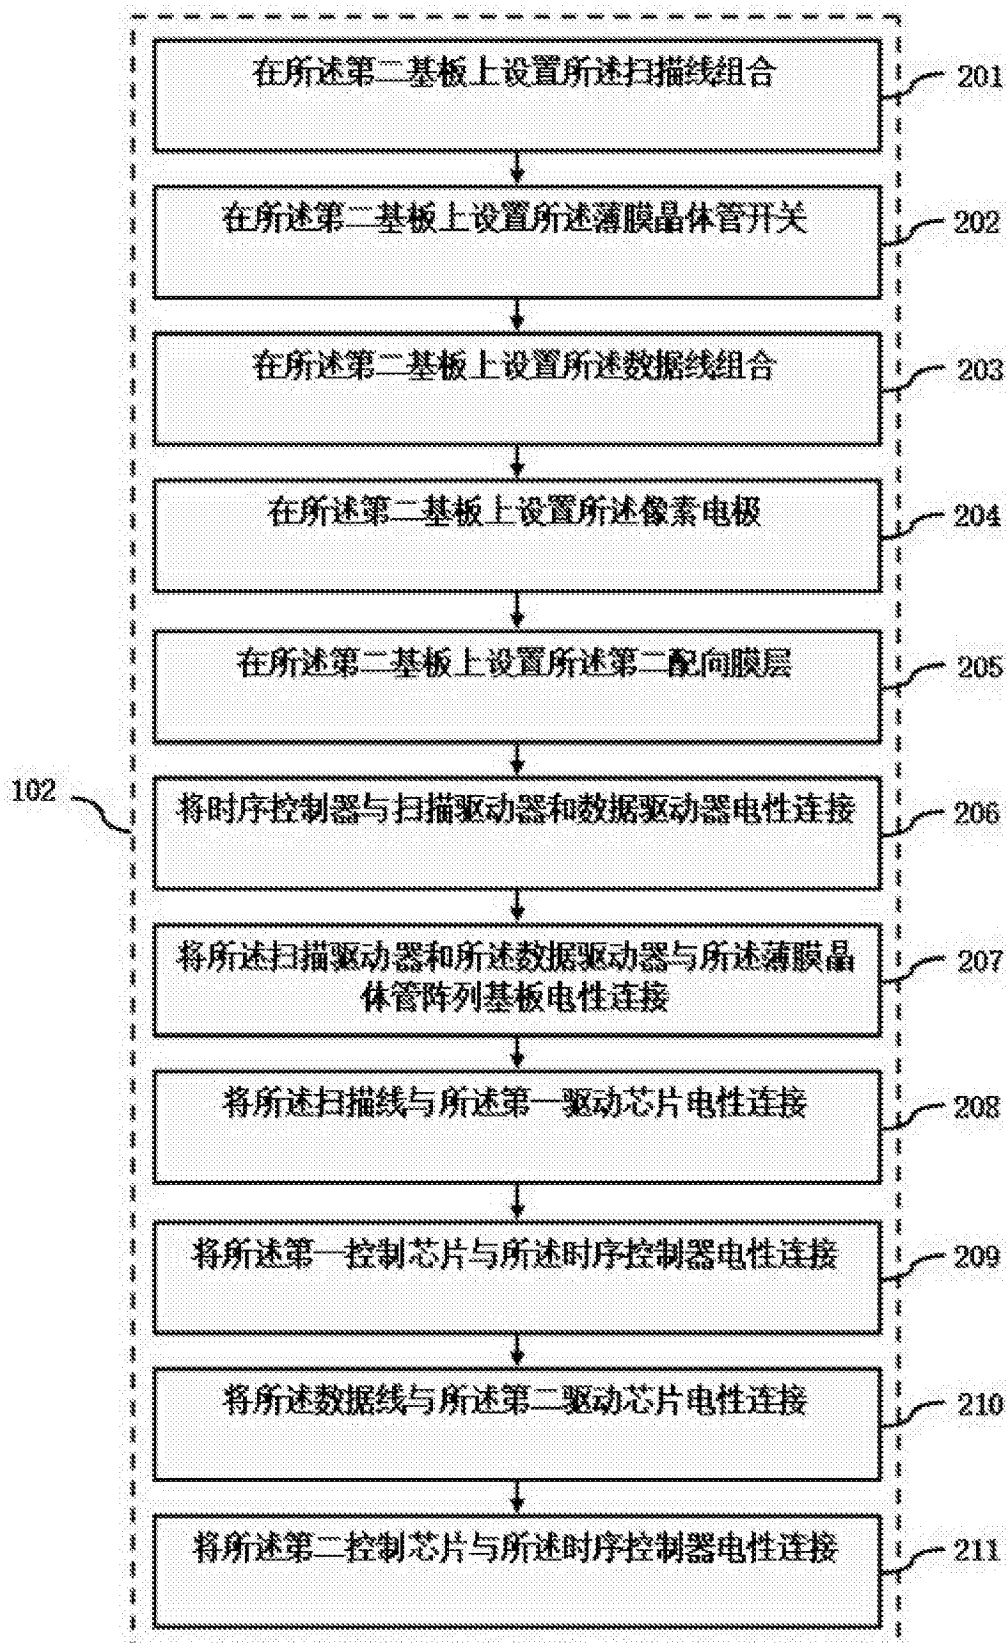 在所述第二基板上设置所述扫描线组合
201
在所述第二基板上设置所述薄膜晶体管开关
202
在所述第二基板上设置所述数据线组合
203
在所述第二基板上设置所述像素电极
204
在所述第二基板上设置所述第二配向膜层
205
102
将时序控制器与扫描驱动器和数据驱动器电性连接
206
将所述扫描驱动器和所述数据驱动器与所述薄膜晶
体管阵列基板电性连接
207
将所述扫描线与所述第一驱动芯片电性连接
208
将所述第一控制芯片与所述时序控制器电性连接
209
将所述数据线与所述第二驱动芯片电性连接
210
将所述第二控制芯片与所述时序控制器电性连接
211